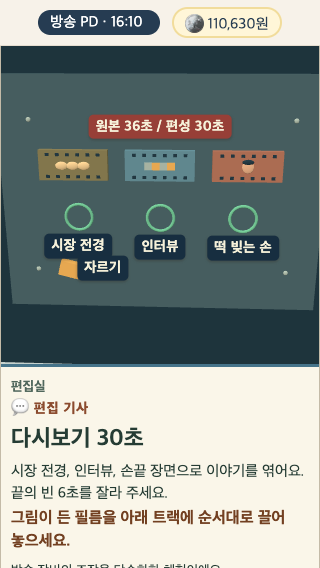 방송 PD · 16:10
110,630원
원본 36초 / 편성 30초
시장 전경
인터뷰
떡 빚는 손
자르기
편집실
편집 기사
다시보기 30초
시장 전경, 인터뷰, 손끝 장면으로 이야기를 엮어요.
끝의 빈 6초를 잘라 주세요.
그림이 든 필름을 아래 트랙에 순서대로 끌어
놓으세요.